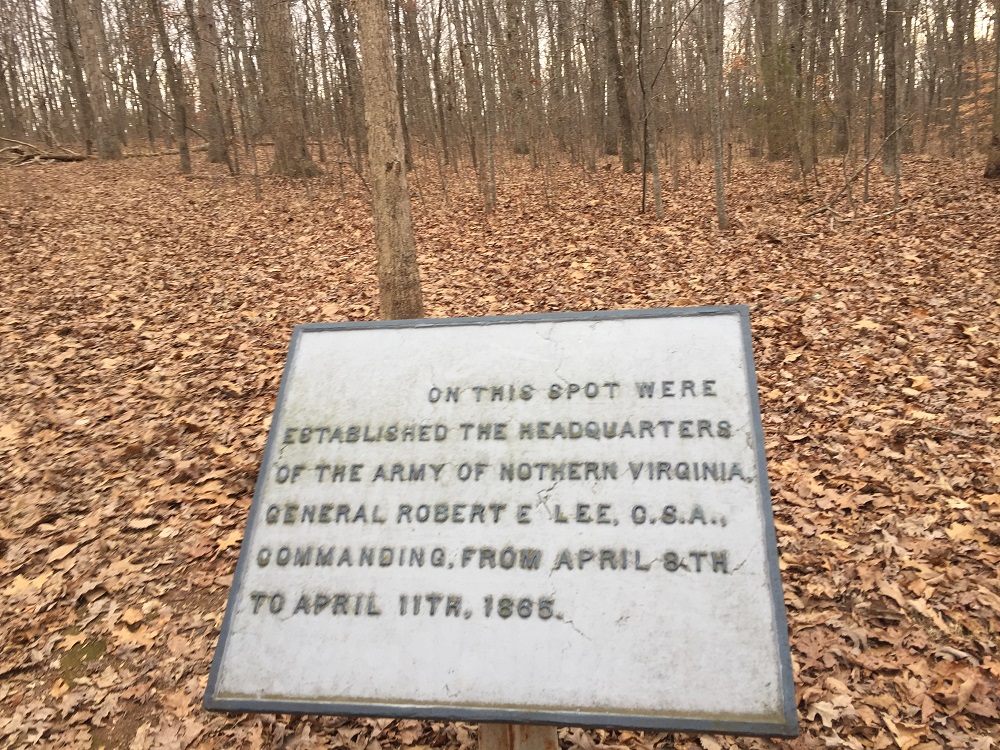 ON THIS SPOT WERE
ESTABLISHED THE HEADQUARTERS
OF THE ARMY OF NOTHERN VIRGINIA,
GENERAL ROBERT E LEE, C.S.A.,
COMMANDING, FROM APRIL 8TH
TO APRIL 11TH, 1865.